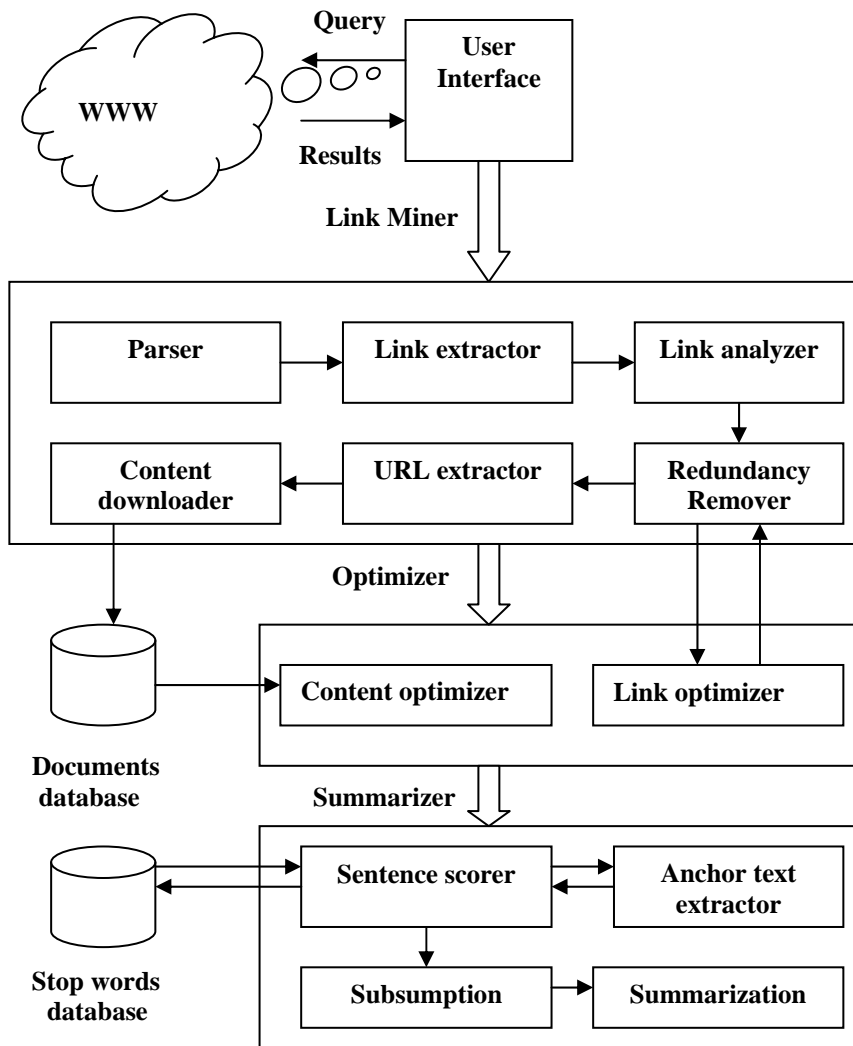 Query
User
Interface
WWW
Results
Link Miner
Parser
Link extractor
Link analyzer
Content
downloader
URL extractor
Redundancy
Remover
Optimizer
Content optimizer
Link optimizer
Documents
database
Summarizer
Sentence scorer
Anchor text
extractor
Stop words
database
Subsumption
Summarization